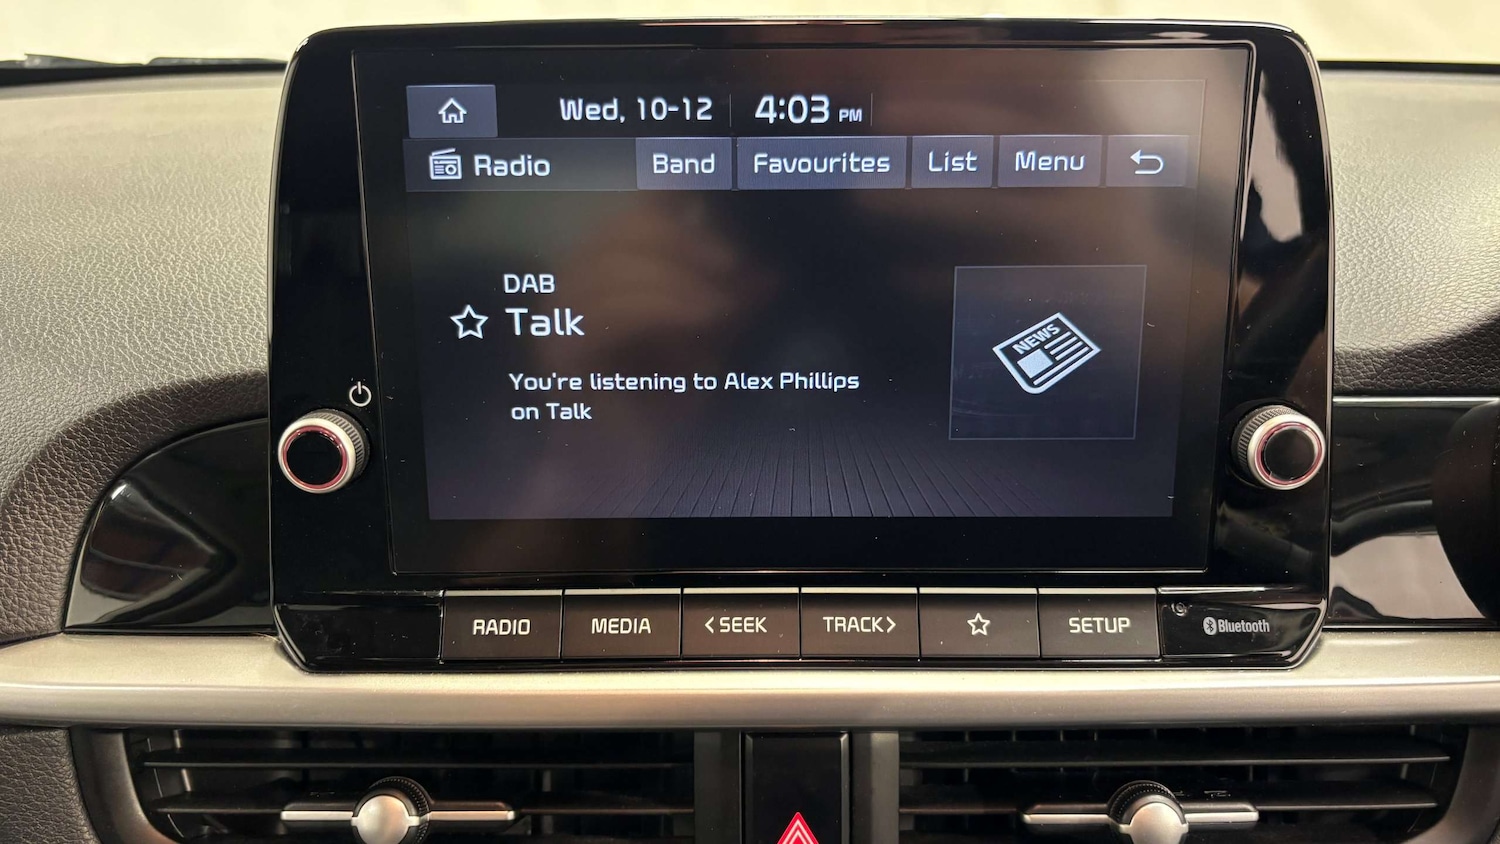 Wed, 10-12 4:03 PM
Radio Band Favourites List Menu
DAB
Talk
You're listening to Alex Phillips
on Talk
NEWS
RADIO MEDIA <SEEK TRACK> SETUP Bluetooth